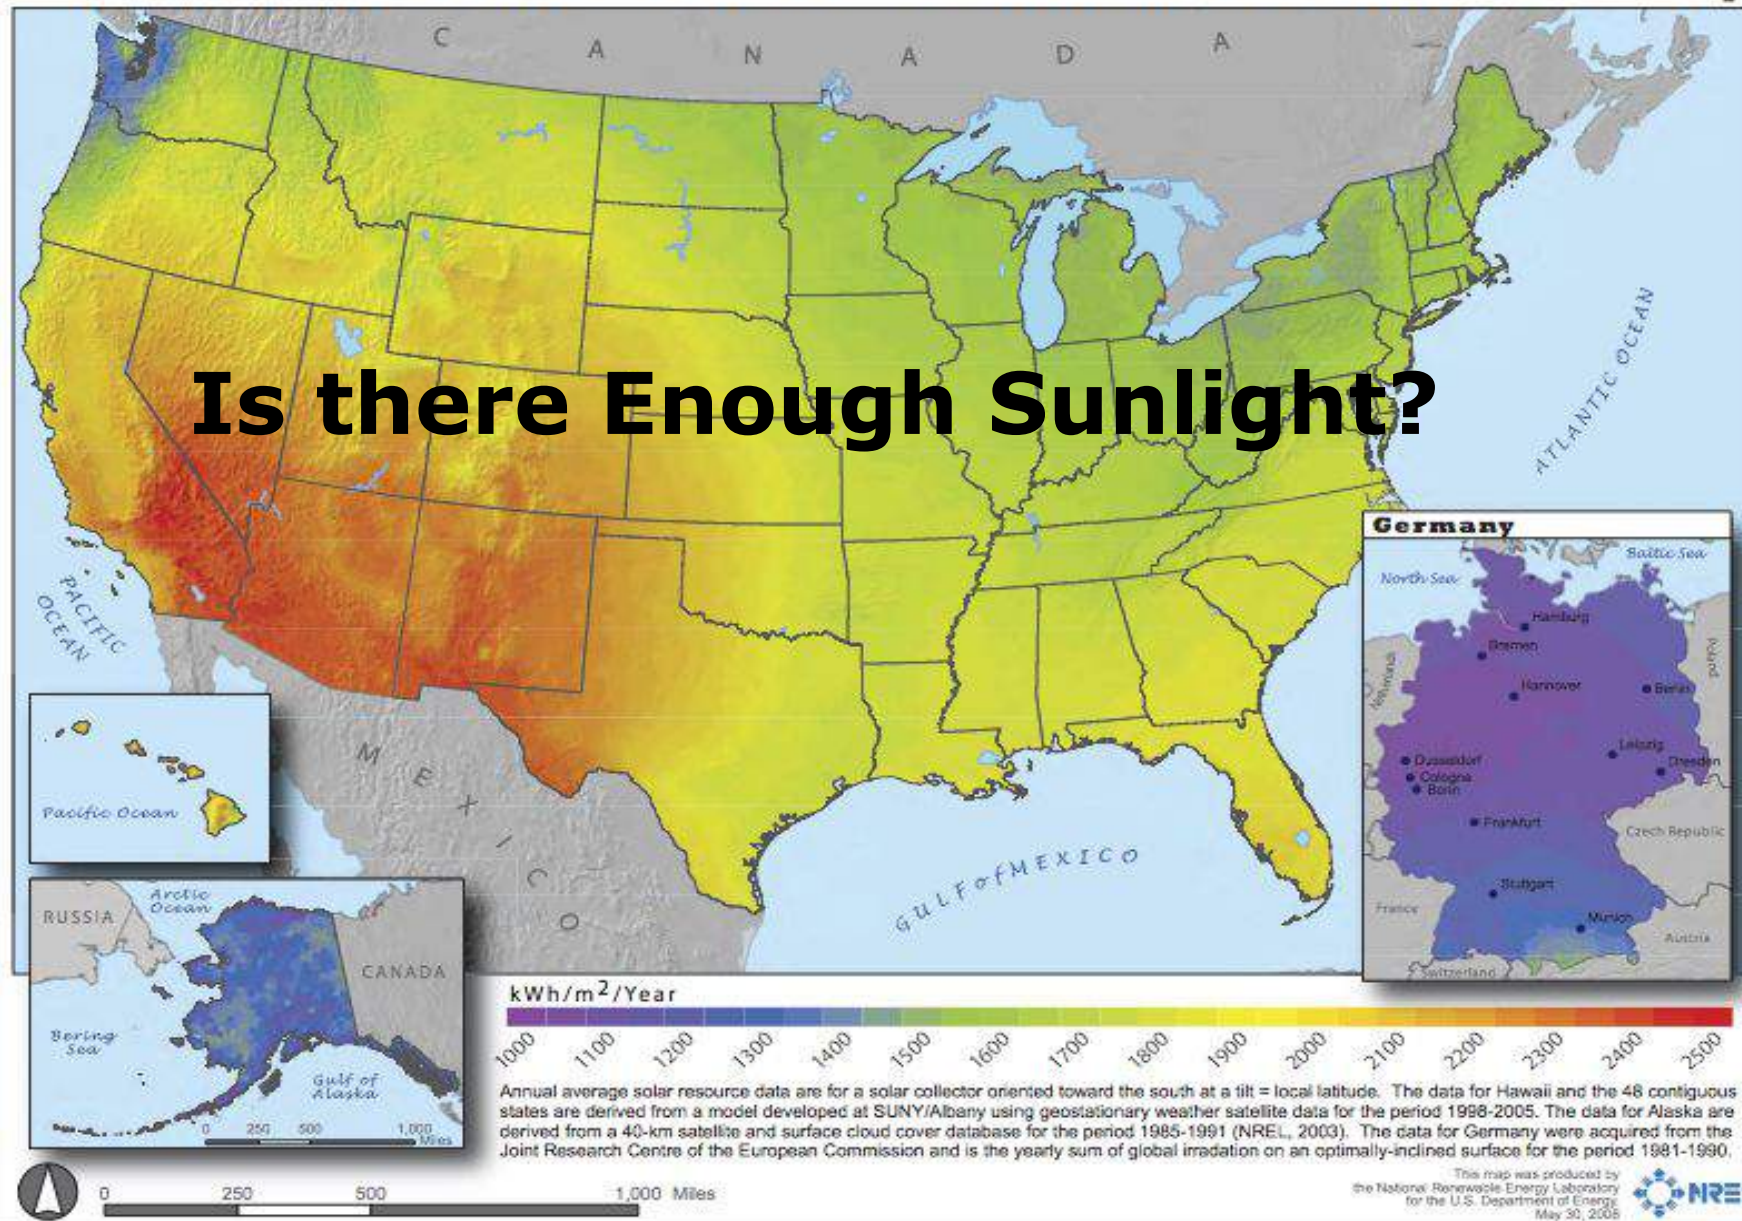 C A N A D A
Is there Enough Sunlight?
ATLANTIC OCEAN
PACIFIC
OCEAN
MEXICO
GULF of MEXICO
Pacific Ocean
Germany
Baltic Sea
North Sea
Hamburg
Bremen
Poland
Hannover
Berlin
Leipzig
Dusseldorf
Dresden
Cologne
Frankfurt
Czech Republic
Stuttgart
France
Munich
Austria
Switzerland
Arctic
Ocean
RUSSIA
CANADA
Bering
Sea
Gulf of
Alaska
0 250 500 1,000
Miles
kWh/m2/Year
1000 1100 1200 1300 1400 1500 1600 1700 1800 1900 2000 2100 2200 2300 2400 2500
Annual average solar resource data are for a solar collector oriented toward the south at a tilt = local latitude. The data for Hawaii and the 48 contiguous
states are derived from a model developed at SUNY/Albany using geostationary weather satellite data for the period 1998-2005. The data for Alaska are
derived from a 40-km satellite and surface cloud cover database for the period 1985-1991 (NREL, 2003). The data for Germany were acquired from the
Joint Research Centre of the European Commission and is the yearly sum of global irradation on an optimally-inclined surface for the period 1981-1990.
This map was produced by
the National Renewable Energy Laboratory
for the U.S. Department of Energy.
NRE
0 250 500 1,000 Miles